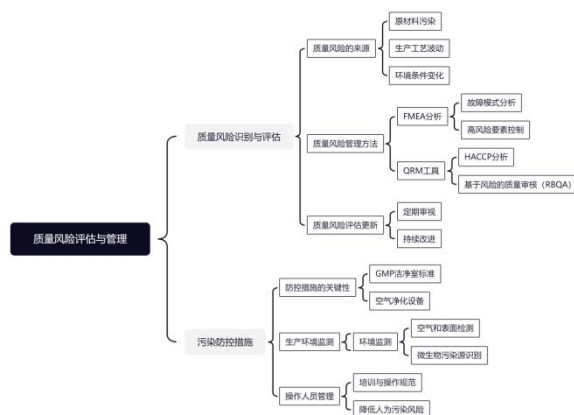 质量风险评估与管理
质量风险识别与评估
质量风险的来源
原材料污染
生产工艺波动
环境条件变化
质量风险管理方法
FMEA分析
故障模式分析
高风险要素控制
QRM工具
HACCP分析
基于风险的质量审核（RBQA）
质量风险评估更新
定期审视
持续改进
污染防控措施
防控措施的关键性
GMP洁净室标准
空气净化设备
生产环境监测
环境监测
空气和表面检测
微生物污染源识别
操作人员管理
培训与操作规范
降低人为污染风险